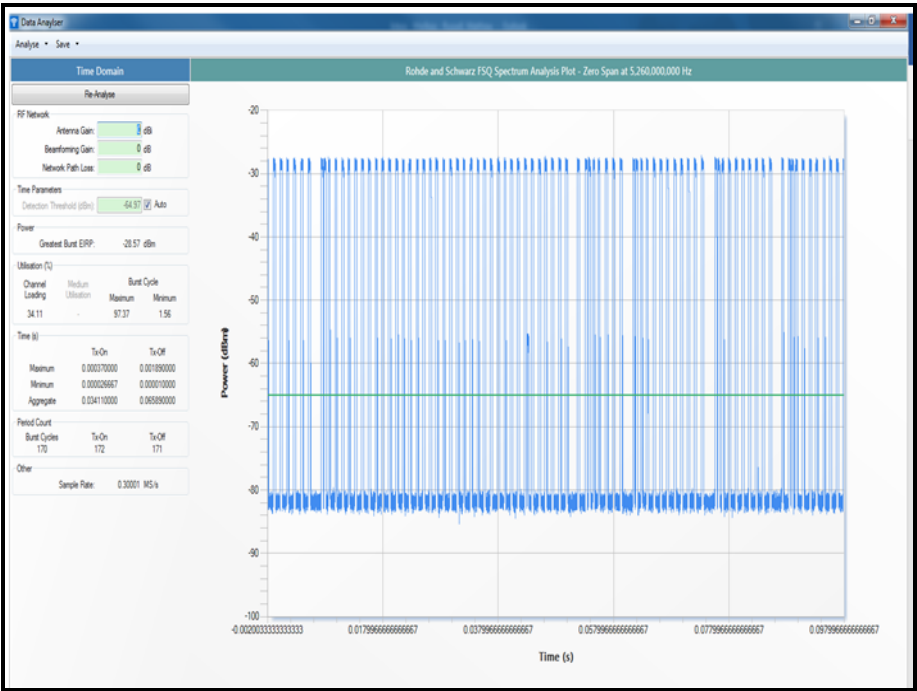 Data Anaylser
Analyse Save
Time Domain
Rohde and Schwarz FSQ Spectrum Analysis Plot - Zero Span at 5,260,000,000 Hz
Re-Analyse
RF Network
Antenna Gain: 0 dBi
Beamforming Gain: 0 dB
Network Path Loss: 0 dB
Time Parameters
Detection Threshold (dBm): -64.97 Auto
Power
Greatest Burst EIRP: -28.57 dBm
Utilisation (%)
Channel Loading Medium Utilisation Burst Cycle
Maximum Minimum
34.11 - 97.37 1.56
Time (s)
Tx-On Tx-Off
Maximum 0.000370000 0.001890000
Minimum 0.000026667 0.000010000
Aggregate 0.034110000 0.065890000
Period Count
Burst Cycles Tx-On Tx-Off
170 172 171
Other
Sample Rate: 0.30001 MS/s
-20
-30
-40
-50
-60
-70
-80
-90
-100
Power (dBm)
-0.0020033333333333 0.0179966666666667 0.0379966666666667 0.0579966666666667 0.0779966666666667 0.0979966666666667
Time (s)